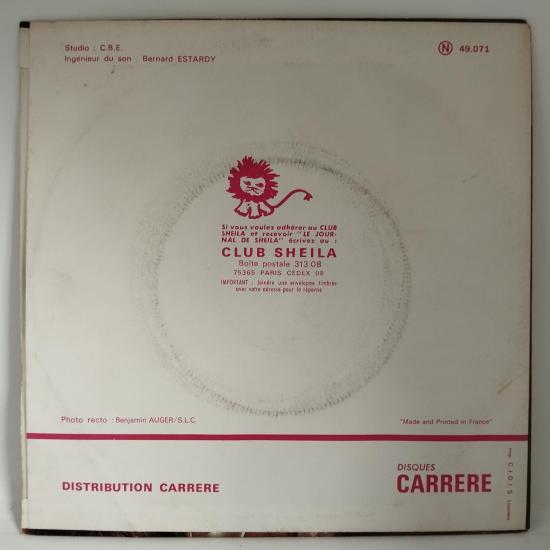 Studio : C.B.E.
Ingénieur du son : Bernard ESTARDY
N 49.071
Si vous voulez adhérer au CLUB
SHEILA et recevoir "LE JOUR-
NAL DE SHEILA" écrivez au :
CLUB SHEILA
Boîte postale 313.08
75365 PARIS CEDEX 08
IMPORTANT : Joindre une enveloppe timbrée
avec votre adresse pour la réponse
Photo recto : Benjamin AUGER/S.L.C.
"Made and Printed in France"
DISTRIBUTION CARRERE
DISQUES
CARRERE
C.I.D.I.S.